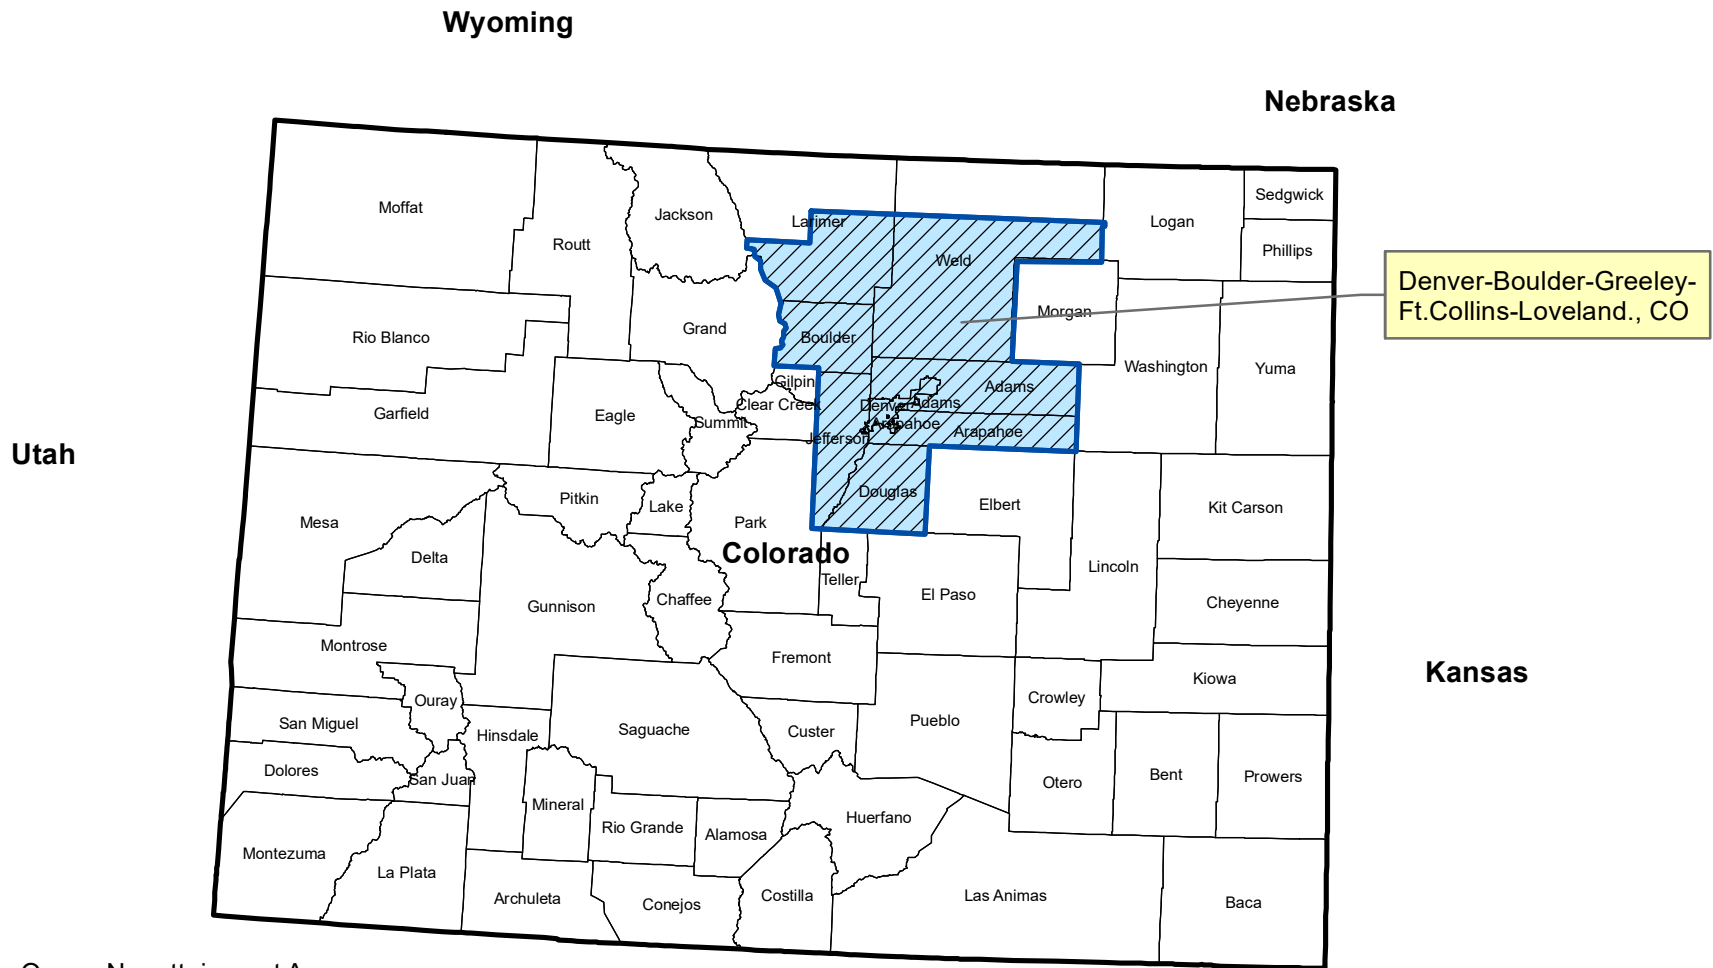 Wyoming
Nebraska
Sedgwick
Moffat
Jackson
Larimer
Logan
Routt
Phillips
Weld
Denver-Boulder-Greeley-
Ft.Collins-Loveland., CO
Morgan
Grand
Rio Blanco
Boulder
Washington
Yuma
Gilpin
Adams
Clear Creek
Denver
Adams
Garfield
Eagle
Summit
Arapahoe
Arapahoe
Jefferson
Utah
Pitkin
Lake
Douglas
Elbert
Kit Carson
Mesa
Park
Colorado
Delta
Lincoln
Teller
El Paso
Chaffee
Cheyenne
Gunnison
Montrose
Fremont
Kansas
Kiowa
Ouray
Crowley
San Miguel
Pueblo
Saguache
Custer
Hinsdale
Dolores
San Juan
Bent
Prowers
Otero
Mineral
Huerfano
Rio Grande
Alamosa
Montezuma
La Plata
Costilla
Las Animas
Archuleta
Conejos
Baca